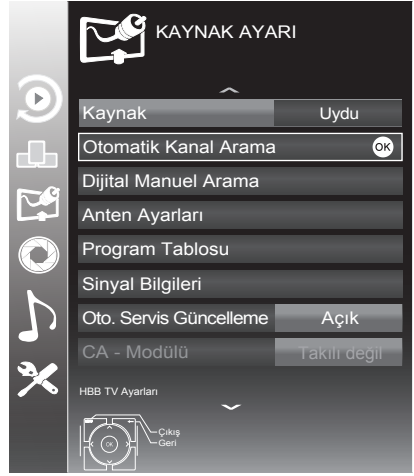 KAYNAK AYARI
Kaynak Uydu
Otomatik Kanal Arama OK
Dijital Manuel Arama
Anten Ayarları
Program Tablosu
Sinyal Bilgileri
Oto. Servis Güncelleme Açık
CA - Modülü Takılı değil
HBB TV Ayarları
Çıkış
OK Geri